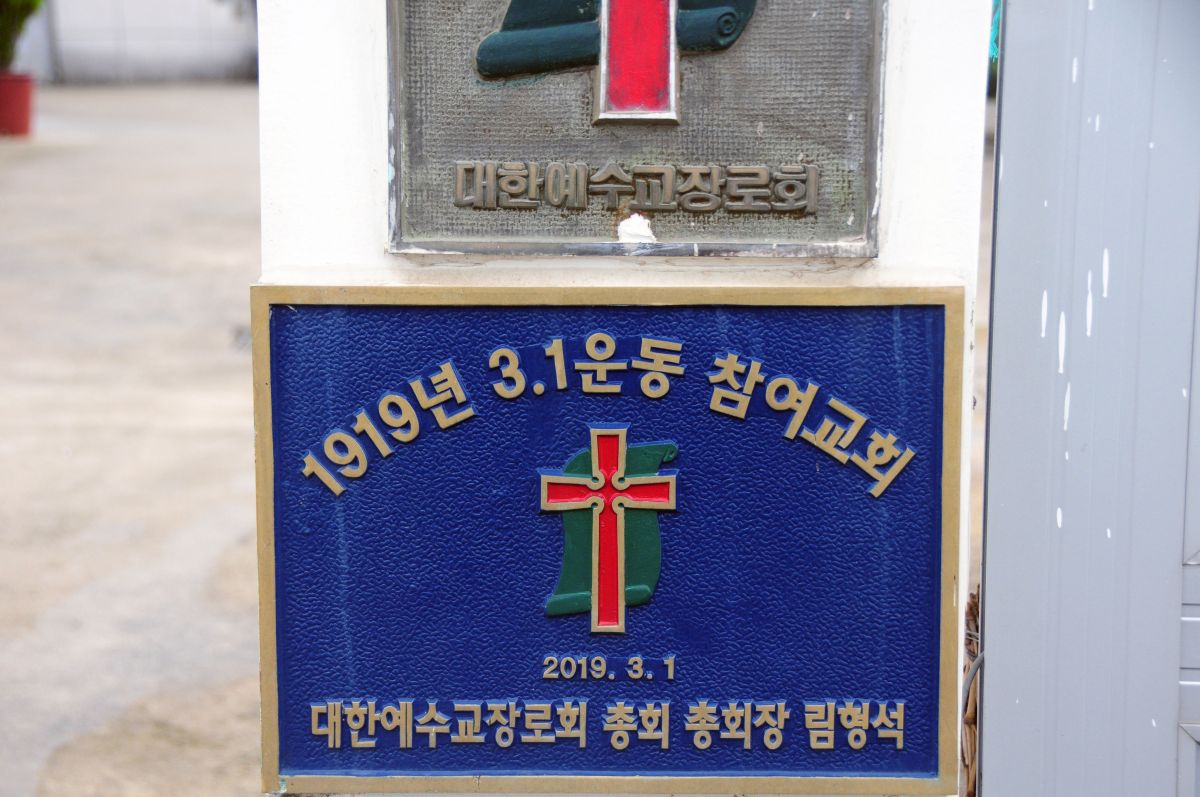 대한예수교장로회
1919년 3.1운동 참여교회
2019. 3. 1
대한예수교장로회 총회 총회장 림형석